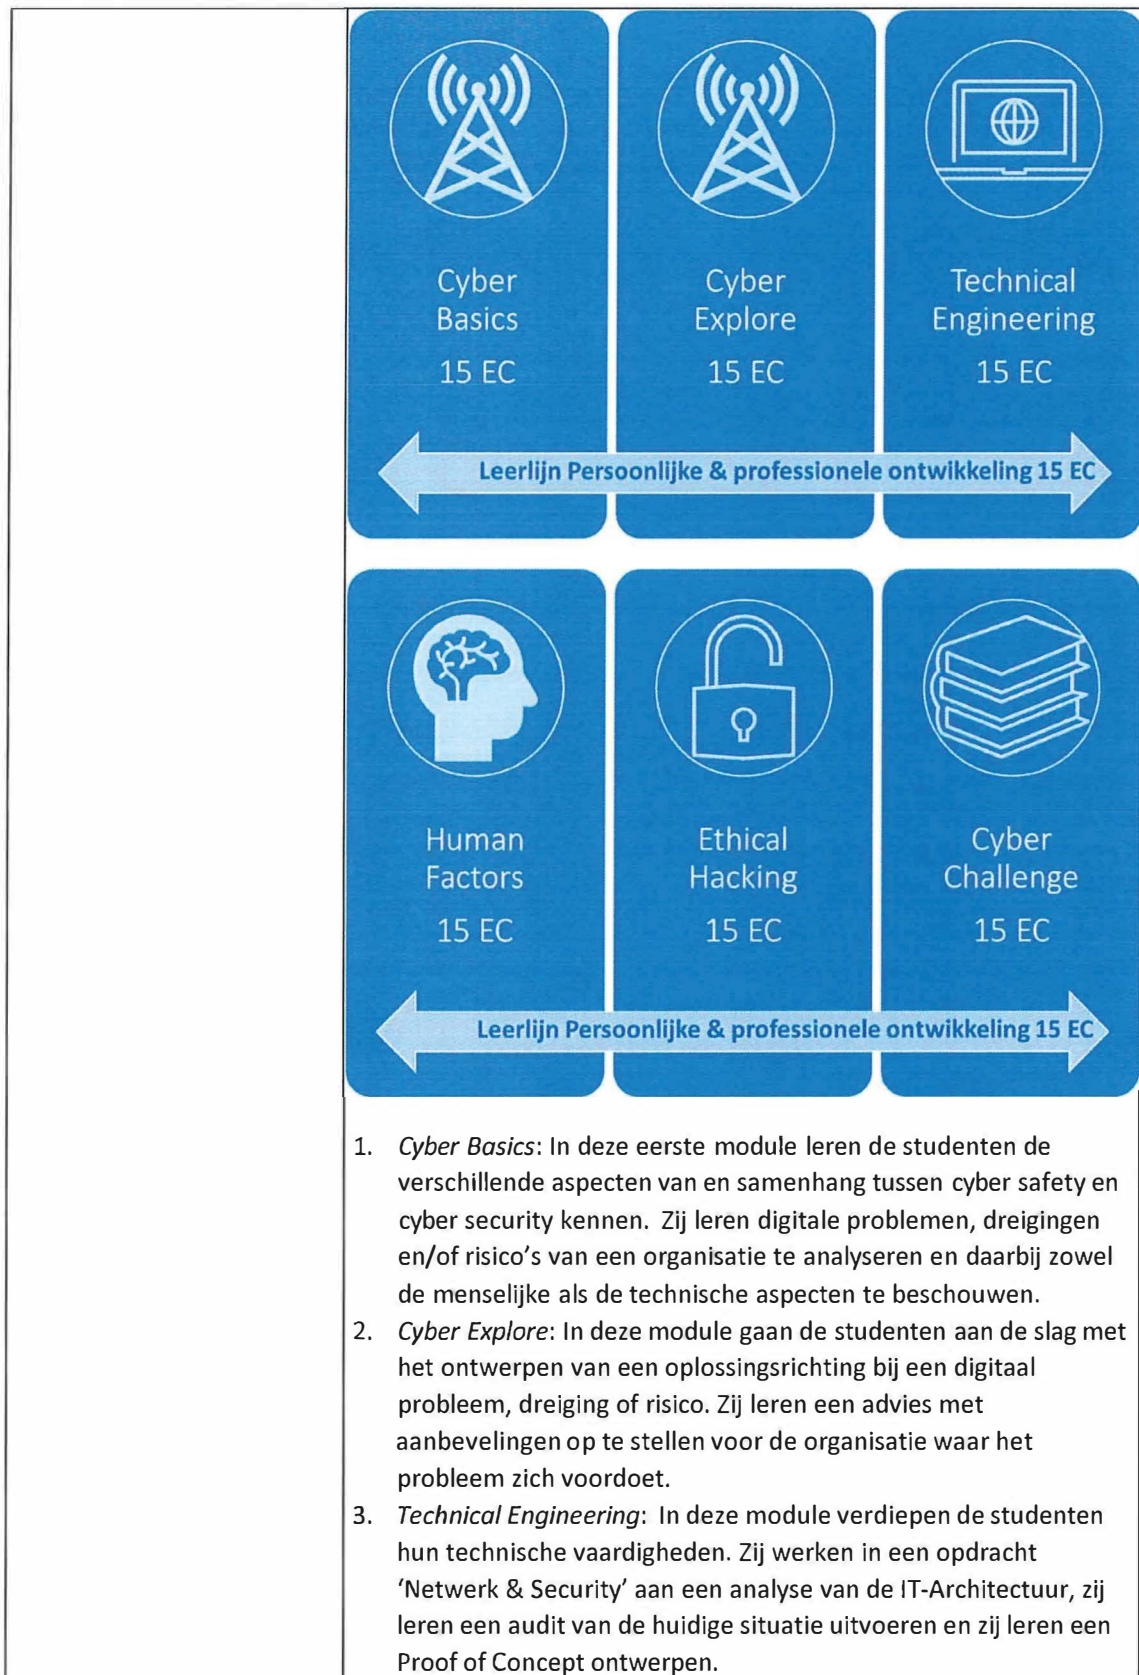 Cyber
Basics
15 EC
Cyber
Explore
15 EC
Technical
Engineering
15 EC
Leerlijn Persoonlijke & professionele ontwikkeling 15 EC
Human
Factors
15 EC
Ethical
Hacking
15 EC
Cyber
Challenge
15 EC
Leerlijn Persoonlijke & professionele ontwikkeling 15 EC
1. Cyber Basics: In deze eerste module leren de studenten de
verschillende aspecten van en samenhang tussen cyber safety en
cyber security kennen. Zij leren digitale problemen, dreigingen
en/of risico's van een organisatie te analyseren en daarbij zowel
de menselijke als de technische aspecten te beschouwen.
2. Cyber Explore: In deze module gaan de studenten aan de slag met
het ontwerpen van een oplossingsrichting bij een digitaal
probleem, dreiging of risico. Zij leren een advies met
aanbevelingen op te stellen voor de organisatie waar het
probleem zich voordoet.
3. Technical Engineering: In deze module verdiepen de studenten
hun technische vaardigheden. Zij werken in een opdracht
‘Netwerk & Security’ aan een analyse van de IT-Architectuur, zij
leren een audit van de huidige situatie uitvoeren en zij leren een
Proof of Concept ontwerpen.